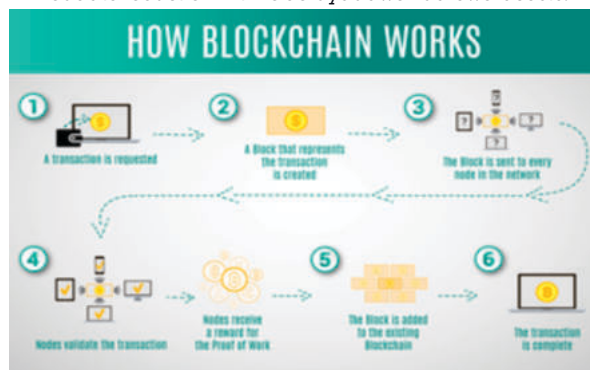 HOW BLOCKCHAIN WORKS
1
A transaction is requested
2
A Block that represents
the transaction
is created
3
The Block is sent to every
node in the network
4
Nodes validate the transaction
Nodes receive
a reward for
the Proof of Work
5
The Block is added
to the existing
Blockchain
6
The transaction
is complete